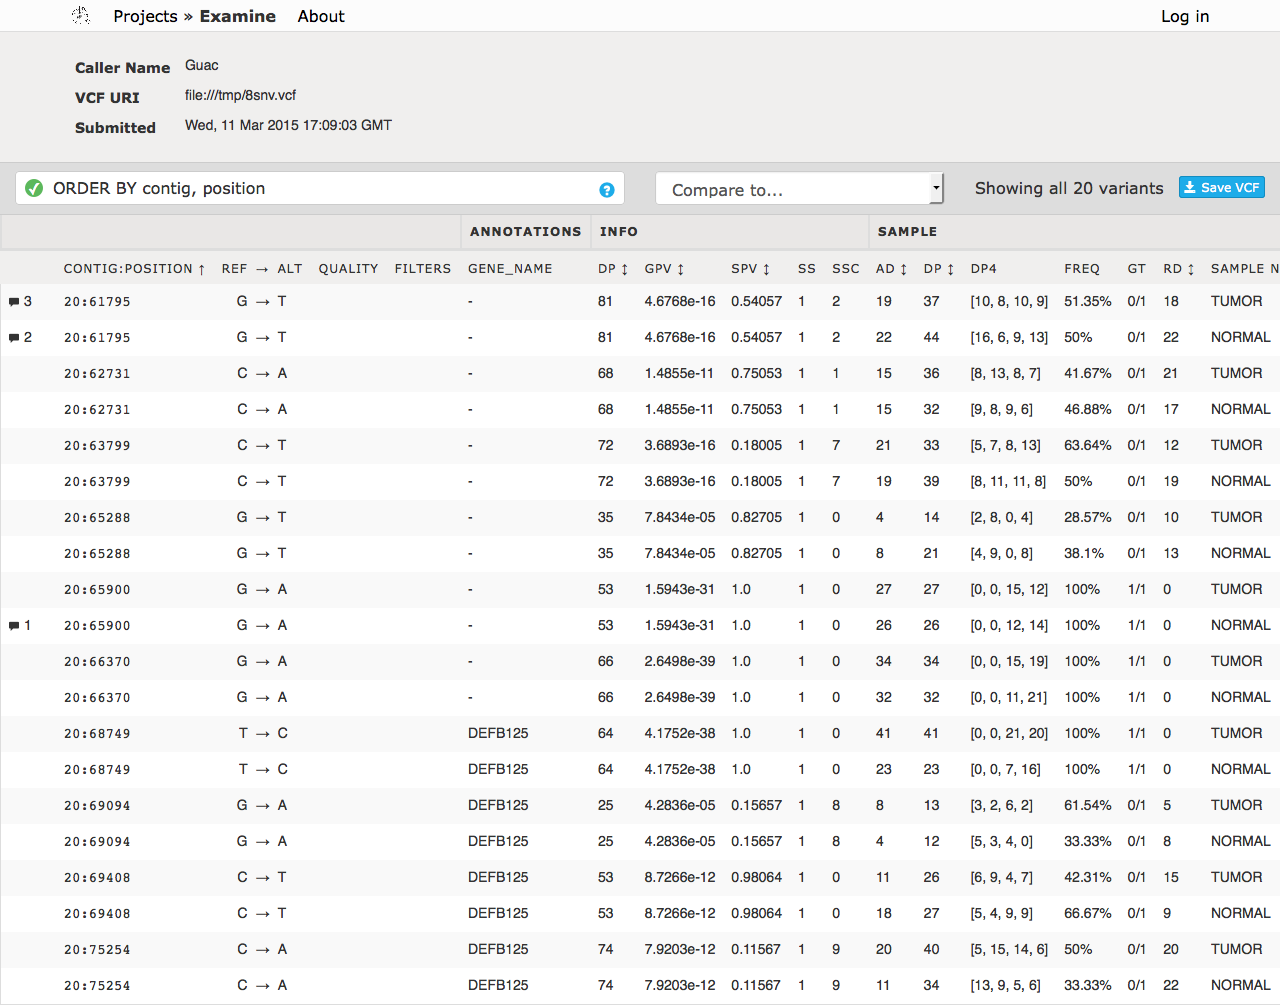 Projects » Examine About Log in
Caller Name Guac
VCF URI file:///tmp/8snv.vcf
Submitted Wed, 11 Mar 2015 17:09:03 GMT
ORDER BY contig, position ? Compare to... Showing all 20 variants Save VCF
ANNOTATIONS INFO SAMPLE
CONTIG:POSITION ↑ REF → ALT QUALITY FILTERS GENE_NAME DP ↕ GPV ↕ SPV ↕ SS SSC AD ↕ DP ↕ DP4 FREQ GT RD ↕ SAMPLE N
3 20:61795 G → T - 81 4.6768e-16 0.54057 1 2 19 37 [10, 8, 10, 9] 51.35% 0/1 18 TUMOR
2 20:61795 G → T - 81 4.6768e-16 0.54057 1 2 22 44 [16, 6, 9, 13] 50% 0/1 22 NORMAL
20:62731 C → A - 68 1.4855e-11 0.75053 1 1 15 36 [8, 13, 8, 7] 41.67% 0/1 21 TUMOR
20:62731 C → A - 68 1.4855e-11 0.75053 1 1 15 32 [9, 8, 9, 6] 46.88% 0/1 17 NORMAL
20:63799 C → T - 72 3.6893e-16 0.18005 1 7 21 33 [5, 7, 8, 13] 63.64% 0/1 12 TUMOR
20:63799 C → T - 72 3.6893e-16 0.18005 1 7 19 39 [8, 11, 11, 8] 50% 0/1 19 NORMAL
20:65288 G → T - 35 7.8434e-05 0.82705 1 0 4 14 [2, 8, 0, 4] 28.57% 0/1 10 TUMOR
20:65288 G → T - 35 7.8434e-05 0.82705 1 0 8 21 [4, 9, 0, 8] 38.1% 0/1 13 NORMAL
20:65900 G → A - 53 1.5943e-31 1.0 1 0 27 27 [0, 0, 15, 12] 100% 1/1 0 TUMOR
1 20:65900 G → A - 53 1.5943e-31 1.0 1 0 26 26 [0, 0, 12, 14] 100% 1/1 0 NORMAL
20:66370 G → A - 66 2.6498e-39 1.0 1 0 34 34 [0, 0, 15, 19] 100% 1/1 0 TUMOR
20:66370 G → A - 66 2.6498e-39 1.0 1 0 32 32 [0, 0, 11, 21] 100% 1/1 0 NORMAL
20:68749 T → C DEFB125 64 4.1752e-38 1.0 1 0 41 41 [0, 0, 21, 20] 100% 1/1 0 TUMOR
20:68749 T → C DEFB125 64 4.1752e-38 1.0 1 0 23 23 [0, 0, 7, 16] 100% 1/1 0 NORMAL
20:69094 G → A DEFB125 25 4.2836e-05 0.15657 1 8 8 13 [3, 2, 6, 2] 61.54% 0/1 5 TUMOR
20:69094 G → A DEFB125 25 4.2836e-05 0.15657 1 8 4 12 [5, 3, 4, 0] 33.33% 0/1 8 NORMAL
20:69408 C → T DEFB125 53 8.7266e-12 0.98064 1 0 11 26 [6, 9, 4, 7] 42.31% 0/1 15 TUMOR
20:69408 C → T DEFB125 53 8.7266e-12 0.98064 1 0 18 27 [5, 4, 9, 9] 66.67% 0/1 9 NORMAL
20:75254 C → A DEFB125 74 7.9203e-12 0.11567 1 9 20 40 [5, 15, 14, 6] 50% 0/1 20 TUMOR
20:75254 C → A DEFB125 74 7.9203e-12 0.11567 1 9 11 34 [13, 9, 5, 6] 33.33% 0/1 22 NORMAL